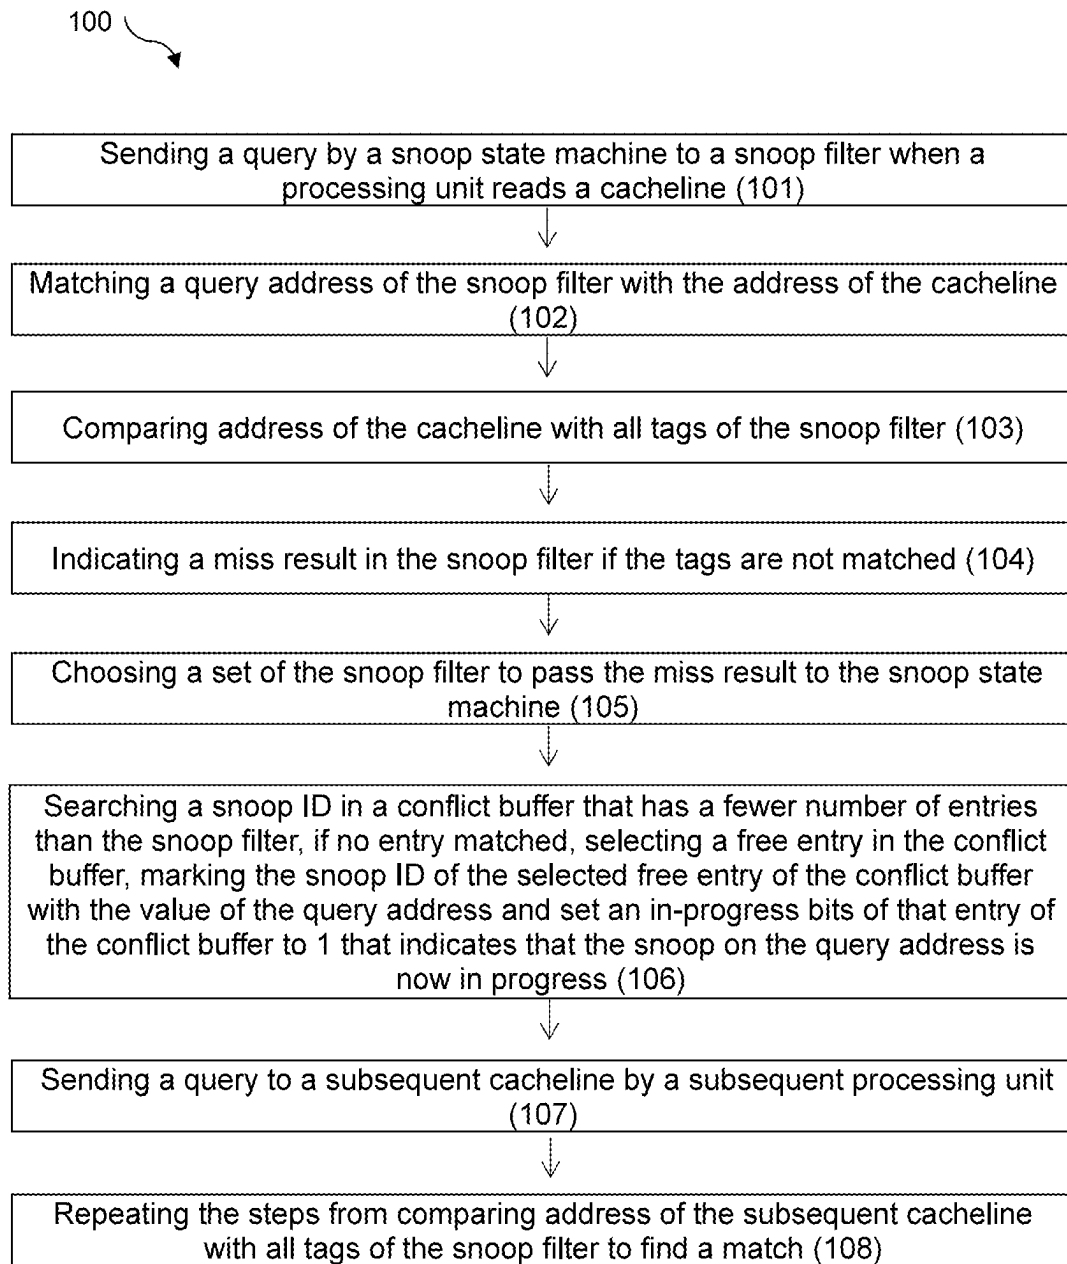 100
Sending a query by a snoop state machine to a snoop filter when a
processing unit reads a cacheline (101)
Matching a query address of the snoop filter with the address of the cacheline
(102)
Comparing address of the cacheline with all tags of the snoop filter (103)
Indicating a miss result in the snoop filter if the tags are not matched (104)
Choosing a set of the snoop filter to pass the miss result to the snoop state
machine (105)
Searching a snoop ID in a conflict buffer that has a fewer number of entries
than the snoop filter, if no entry matched, selecting a free entry in the conflict
buffer, marking the snoop ID of the selected free entry of the conflict buffer
with the value of the query address and set an in-progress bits of that entry of
the conflict buffer to 1 that indicates that the snoop on the query address is
now in progress (106)
Sending a query to a subsequent cacheline by a subsequent processing unit
(107)
Repeating the steps from comparing address of the subsequent cacheline
with all tags of the snoop filter to find a match (108)